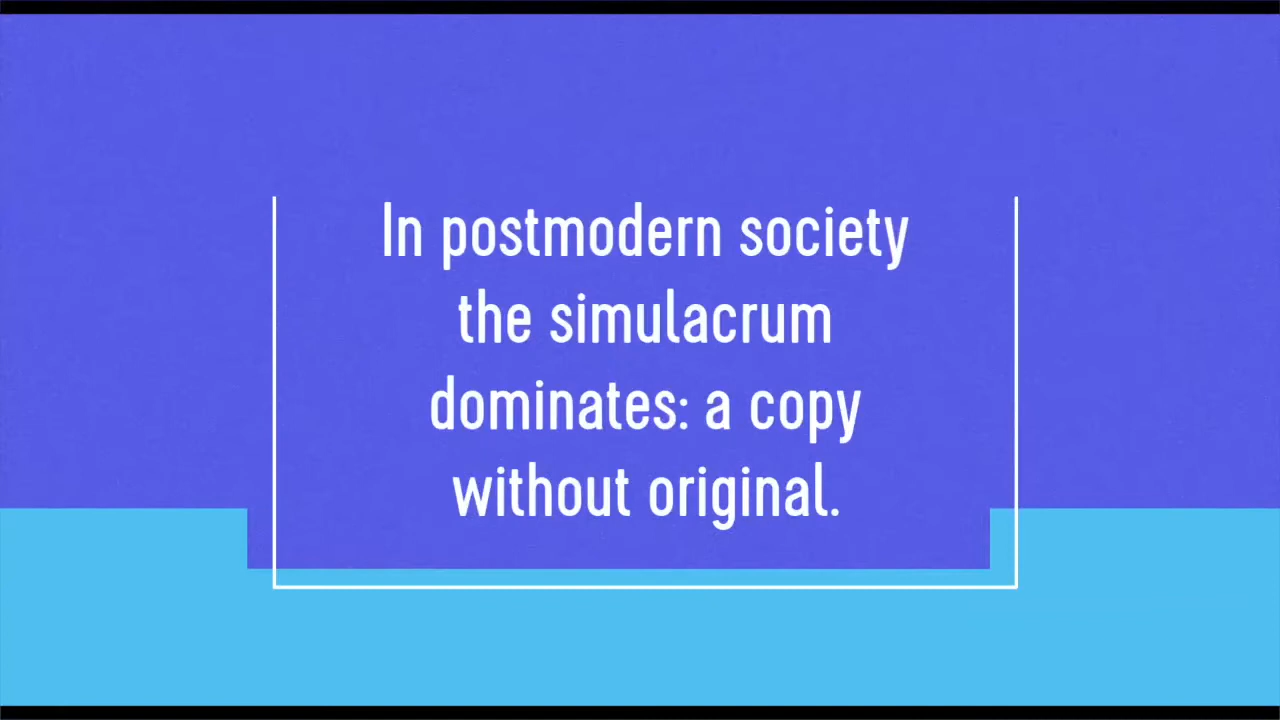 In postmodern society
the simulacrum
dominates: a copy
without original.